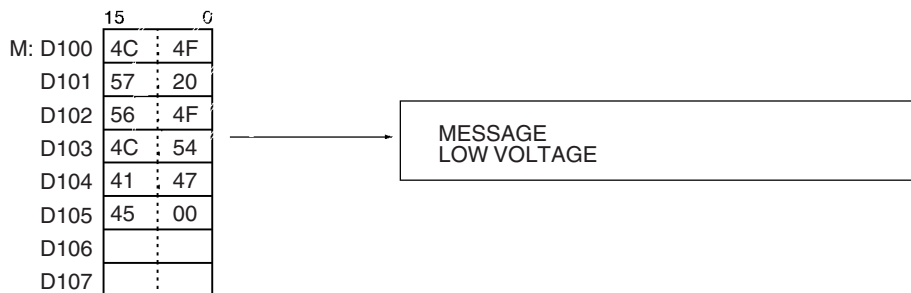 15 0
M: D100 4C 4F
D101 57 20
D102 56 4F
D103 4C 54
D104 41 47
D105 45 00
D106
D107
MESSAGE
LOW VOLTAGE